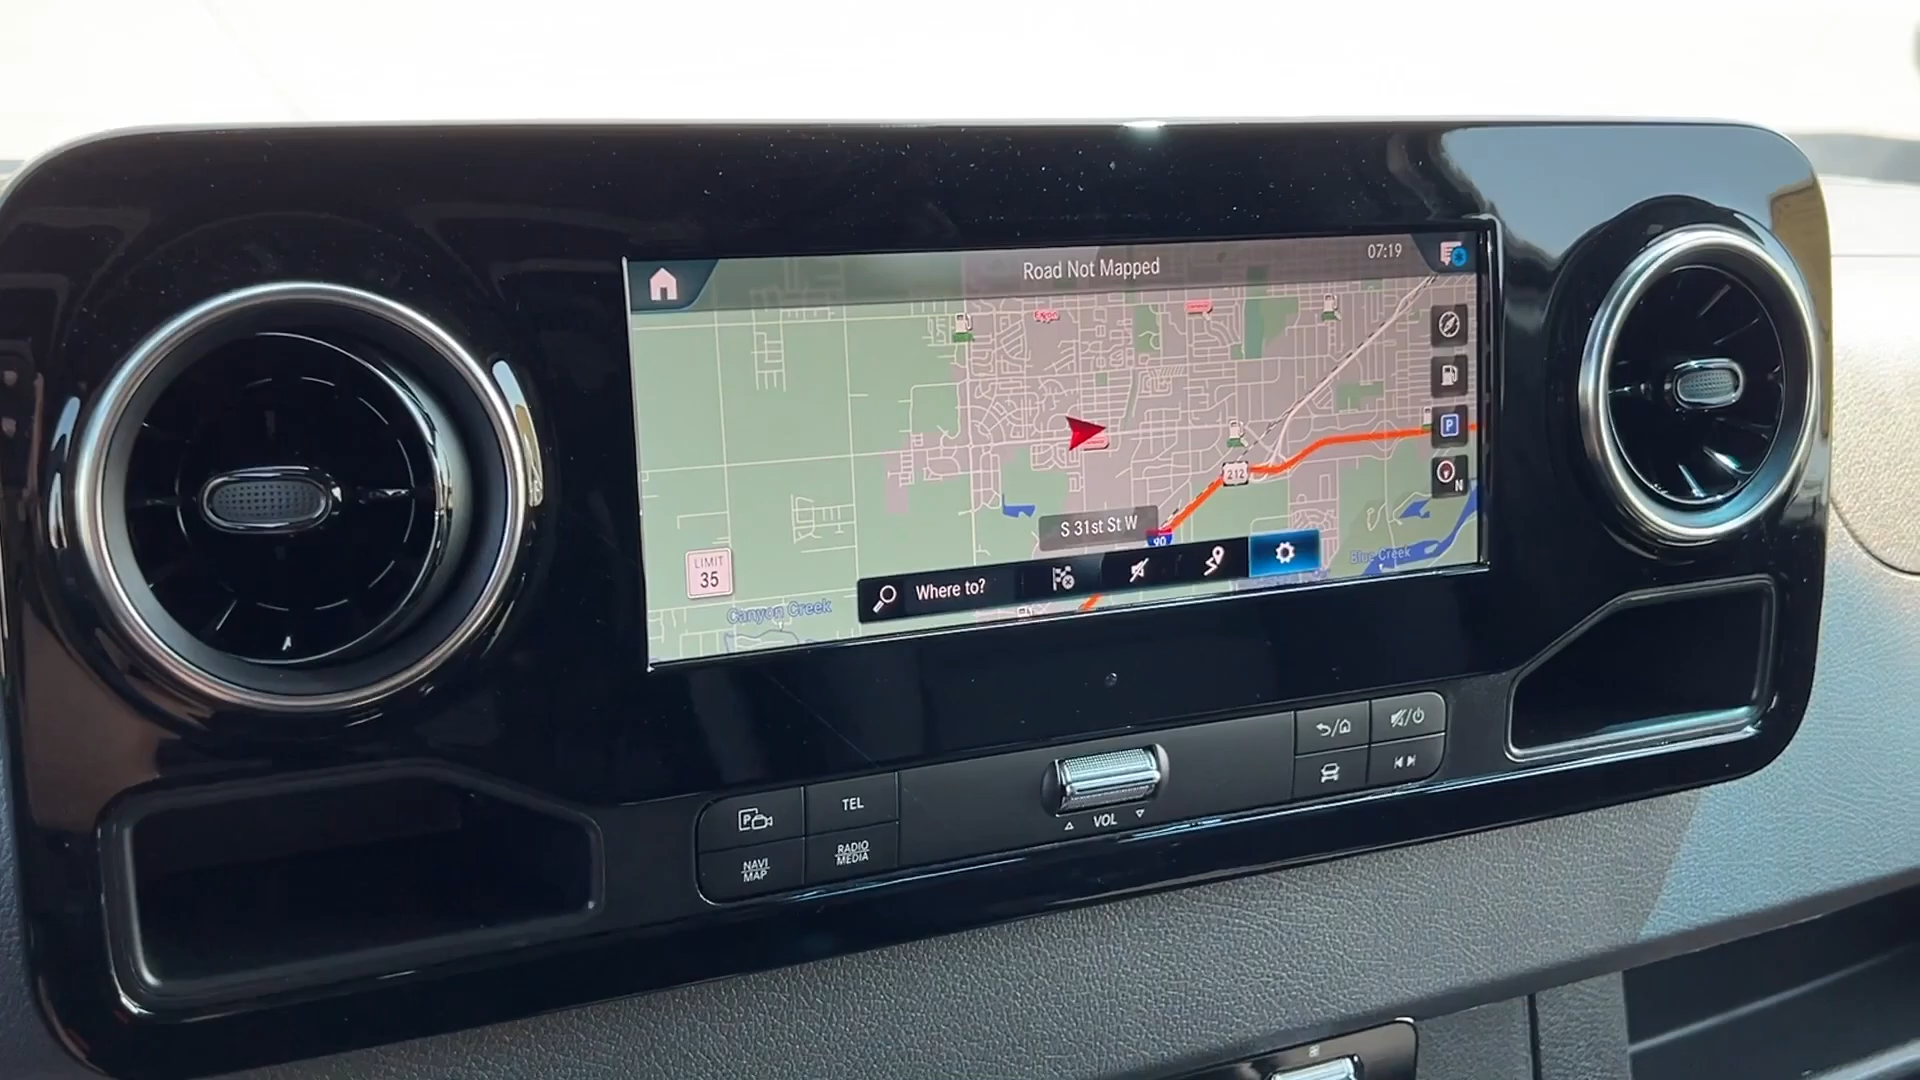 Road Not Mapped
07:19
Exxon
P
212
N
S 31st St W
90
LIMIT
35
Where to?
Blue Creek
Canyon Creek
P
TEL
NAVI
MAP
RADIO
MEDIA
VOL